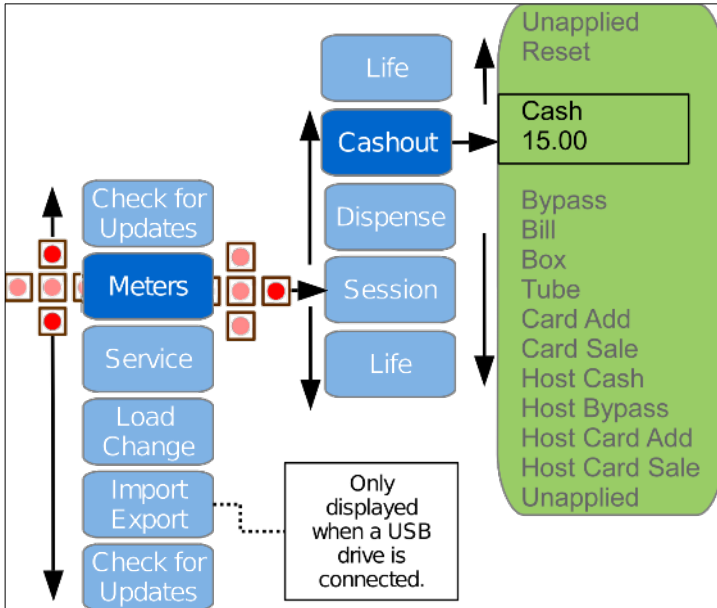 Check for
Updates
Meters
Service
Load
Change
Import
Export
Check for
Updates
Life
Cashout
Dispense
Session
Life
Only
displayed
when a USB
drive is
connected.
Unapplied
Reset
Cash
15.00
Bypass
Bill
Box
Tube
Card Add
Card Sale
Host Cash
Host Bypass
Host Card Add
Host Card Sale
Unapplied